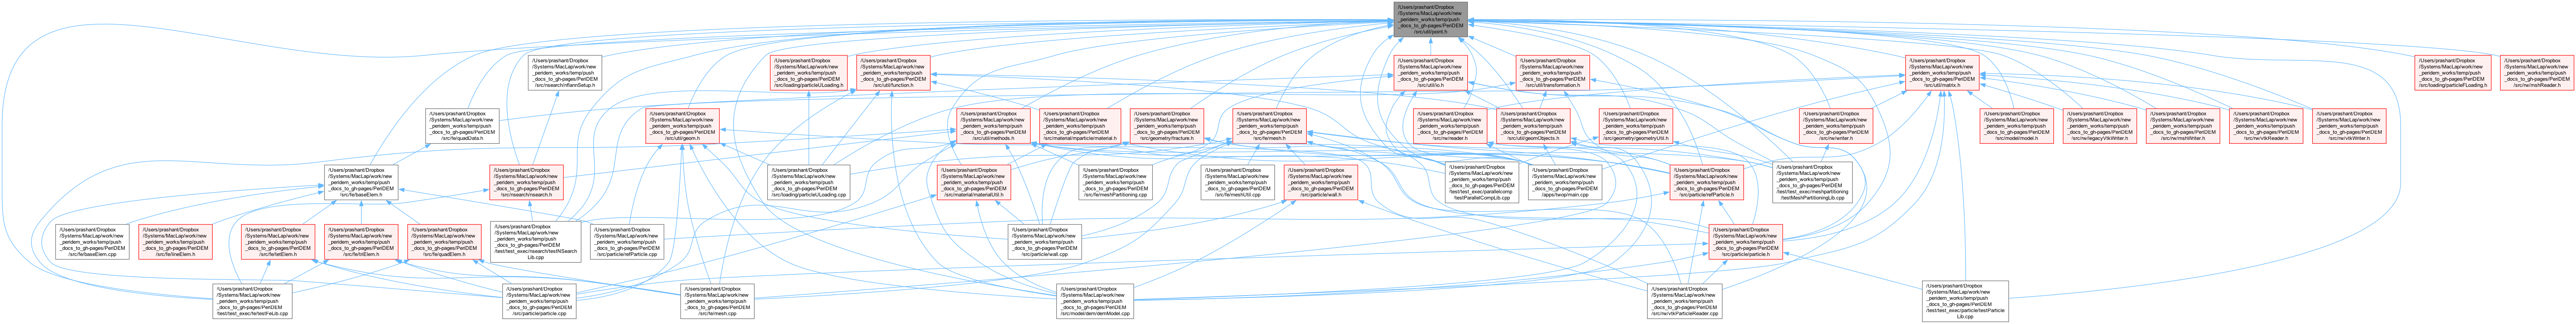 /Users/prashant/Dropbox
/Systems/MacLap/work/new
_peridem_works/temp/push
_docs_to_gh-pages/PeriDEM
/src/util/point.h
/Users/prashant/Dropbox
/Systems/MacLap/work/new
_peridem_works/temp/push
_docs_to_gh-pages/PeriDEM
/src/nsearch/nflannSetup.h
/Users/prashant/Dropbox
/Systems/MacLap/work/new
_peridem_works/temp/push
_docs_to_gh-pages/PeriDEM
/src/loading/particleULoading.h
/Users/prashant/Dropbox
/Systems/MacLap/work/new
_peridem_works/temp/push
_docs_to_gh-pages/PeriDEM
/src/util/function.h
/Users/prashant/Dropbox
/Systems/MacLap/work/new
_peridem_works/temp/push
_docs_to_gh-pages/PeriDEM
/src/util/io.h
/Users/prashant/Dropbox
/Systems/MacLap/work/new
_peridem_works/temp/push
_docs_to_gh-pages/PeriDEM
/src/util/transformation.h
/Users/prashant/Dropbox
/Systems/MacLap/work/new
_peridem_works/temp/push
_docs_to_gh-pages/PeriDEM
/src/util/matrix.h
/Users/prashant/Dropbox
/Systems/MacLap/work/new
_peridem_works/temp/push
_docs_to_gh-pages/PeriDEM
/src/loading/particleFLoading.h
/Users/prashant/Dropbox
/Systems/MacLap/work/new
_peridem_works/temp/push
_docs_to_gh-pages/PeriDEM
/src/rw/mshReader.h
/Users/prashant/Dropbox
/Systems/MacLap/work/new
_peridem_works/temp/push
_docs_to_gh-pages/PeriDEM
/src/fe/quadData.h
/Users/prashant/Dropbox
/Systems/MacLap/work/new
_peridem_works/temp/push
_docs_to_gh-pages/PeriDEM
/src/util/geom.h
/Users/prashant/Dropbox
/Systems/MacLap/work/new
_peridem_works/temp/push
_docs_to_gh-pages/PeriDEM
/src/util/methods.h
/Users/prashant/Dropbox
/Systems/MacLap/work/new
_peridem_works/temp/push
_docs_to_gh-pages/PeriDEM
/src/material/particle/material.h
/Users/prashant/Dropbox
/Systems/MacLap/work/new
_peridem_works/temp/push
_docs_to_gh-pages/PeriDEM
/src/geometry/fracture.h
/Users/prashant/Dropbox
/Systems/MacLap/work/new
_peridem_works/temp/push
_docs_to_gh-pages/PeriDEM
/src/fe/mesh.h
/Users/prashant/Dropbox
/Systems/MacLap/work/new
_peridem_works/temp/push
_docs_to_gh-pages/PeriDEM
/src/rw/reader.h
/Users/prashant/Dropbox
/Systems/MacLap/work/new
_peridem_works/temp/push
_docs_to_gh-pages/PeriDEM
/src/util/geomObjects.h
/Users/prashant/Dropbox
/Systems/MacLap/work/new
_peridem_works/temp/push
_docs_to_gh-pages/PeriDEM
/src/geometry/geometryUtil.h
/Users/prashant/Dropbox
/Systems/MacLap/work/new
_peridem_works/temp/push
_docs_to_gh-pages/PeriDEM
/src/rw/writer.h
/Users/prashant/Dropbox
/Systems/MacLap/work/new
_peridem_works/temp/push
_docs_to_gh-pages/PeriDEM
/src/model/model.h
/Users/prashant/Dropbox
/Systems/MacLap/work/new
_peridem_works/temp/push
_docs_to_gh-pages/PeriDEM
/src/rw/legacyVtkWriter.h
/Users/prashant/Dropbox
/Systems/MacLap/work/new
_peridem_works/temp/push
_docs_to_gh-pages/PeriDEM
/src/rw/mshWriter.h
/Users/prashant/Dropbox
/Systems/MacLap/work/new
_peridem_works/temp/push
_docs_to_gh-pages/PeriDEM
/src/rw/vtkReader.h
/Users/prashant/Dropbox
/Systems/MacLap/work/new
_peridem_works/temp/push
_docs_to_gh-pages/PeriDEM
/src/rw/vtkWriter.h
/Users/prashant/Dropbox
/Systems/MacLap/work/new
_peridem_works/temp/push
_docs_to_gh-pages/PeriDEM
/src/fe/baseElem.h
/Users/prashant/Dropbox
/Systems/MacLap/work/new
_peridem_works/temp/push
_docs_to_gh-pages/PeriDEM
/src/nsearch/nsearch.h
/Users/prashant/Dropbox
/Systems/MacLap/work/new
_peridem_works/temp/push
_docs_to_gh-pages/PeriDEM
/src/loading/particleULoading.cpp
/Users/prashant/Dropbox
/Systems/MacLap/work/new
_peridem_works/temp/push
_docs_to_gh-pages/PeriDEM
/src/material/materialUtil.h
/Users/prashant/Dropbox
/Systems/MacLap/work/new
_peridem_works/temp/push
_docs_to_gh-pages/PeriDEM
/src/fe/meshPartitioning.cpp
/Users/prashant/Dropbox
/Systems/MacLap/work/new
_peridem_works/temp/push
_docs_to_gh-pages/PeriDEM
/src/fe/meshUtil.cpp
/Users/prashant/Dropbox
/Systems/MacLap/work/new
_peridem_works/temp/push
_docs_to_gh-pages/PeriDEM
/src/particle/wall.h
/Users/prashant/Dropbox
/Systems/MacLap/work/new
_peridem_works/temp/push
_docs_to_gh-pages/PeriDEM
/test/test_exec/parallelcomp
/testParallelCompLib.cpp
/Users/prashant/Dropbox
/Systems/MacLap/work/new
_peridem_works/temp/push
_docs_to_gh-pages/PeriDEM
/apps/twop/main.cpp
/Users/prashant/Dropbox
/Systems/MacLap/work/new
_peridem_works/temp/push
_docs_to_gh-pages/PeriDEM
/src/particle/refParticle.h
/Users/prashant/Dropbox
/Systems/MacLap/work/new
_peridem_works/temp/push
_docs_to_gh-pages/PeriDEM
/test/test_exec/meshpartitioning
/testMeshPartitioningLib.cpp
/Users/prashant/Dropbox
/Systems/MacLap/work/new
_peridem_works/temp/push
_docs_to_gh-pages/PeriDEM
/src/fe/baseElem.cpp
/Users/prashant/Dropbox
/Systems/MacLap/work/new
_peridem_works/temp/push
_docs_to_gh-pages/PeriDEM
/src/fe/lineElem.h
/Users/prashant/Dropbox
/Systems/MacLap/work/new
_peridem_works/temp/push
_docs_to_gh-pages/PeriDEM
/src/fe/tetElem.h
/Users/prashant/Dropbox
/Systems/MacLap/work/new
_peridem_works/temp/push
_docs_to_gh-pages/PeriDEM
/src/fe/triElem.h
/Users/prashant/Dropbox
/Systems/MacLap/work/new
_peridem_works/temp/push
_docs_to_gh-pages/PeriDEM
/src/fe/quadElem.h
/Users/prashant/Dropbox
/Systems/MacLap/work/new
_peridem_works/temp/push
_docs_to_gh-pages/PeriDEM
/test/test_exec/nsearch/testNSearch
Lib.cpp
/Users/prashant/Dropbox
/Systems/MacLap/work/new
_peridem_works/temp/push
_docs_to_gh-pages/PeriDEM
/src/particle/refParticle.cpp
/Users/prashant/Dropbox
/Systems/MacLap/work/new
_peridem_works/temp/push
_docs_to_gh-pages/PeriDEM
/src/particle/wall.cpp
/Users/prashant/Dropbox
/Systems/MacLap/work/new
_peridem_works/temp/push
_docs_to_gh-pages/PeriDEM
/src/particle/particle.h
/Users/prashant/Dropbox
/Systems/MacLap/work/new
_peridem_works/temp/push
_docs_to_gh-pages/PeriDEM
/test/test_exec/fe/testFeLib.cpp
/Users/prashant/Dropbox
/Systems/MacLap/work/new
_peridem_works/temp/push
_docs_to_gh-pages/PeriDEM
/src/particle/particle.cpp
/Users/prashant/Dropbox
/Systems/MacLap/work/new
_peridem_works/temp/push
_docs_to_gh-pages/PeriDEM
/src/fe/mesh.cpp
/Users/prashant/Dropbox
/Systems/MacLap/work/new
_peridem_works/temp/push
_docs_to_gh-pages/PeriDEM
/src/model/dem/demModel.cpp
/Users/prashant/Dropbox
/Systems/MacLap/work/new
_peridem_works/temp/push
_docs_to_gh-pages/PeriDEM
/src/rw/vtkParticleReader.cpp
/Users/prashant/Dropbox
/Systems/MacLap/work/new
_peridem_works/temp/push
_docs_to_gh-pages/PeriDEM
/test/test_exec/particle/testParticle
Lib.cpp